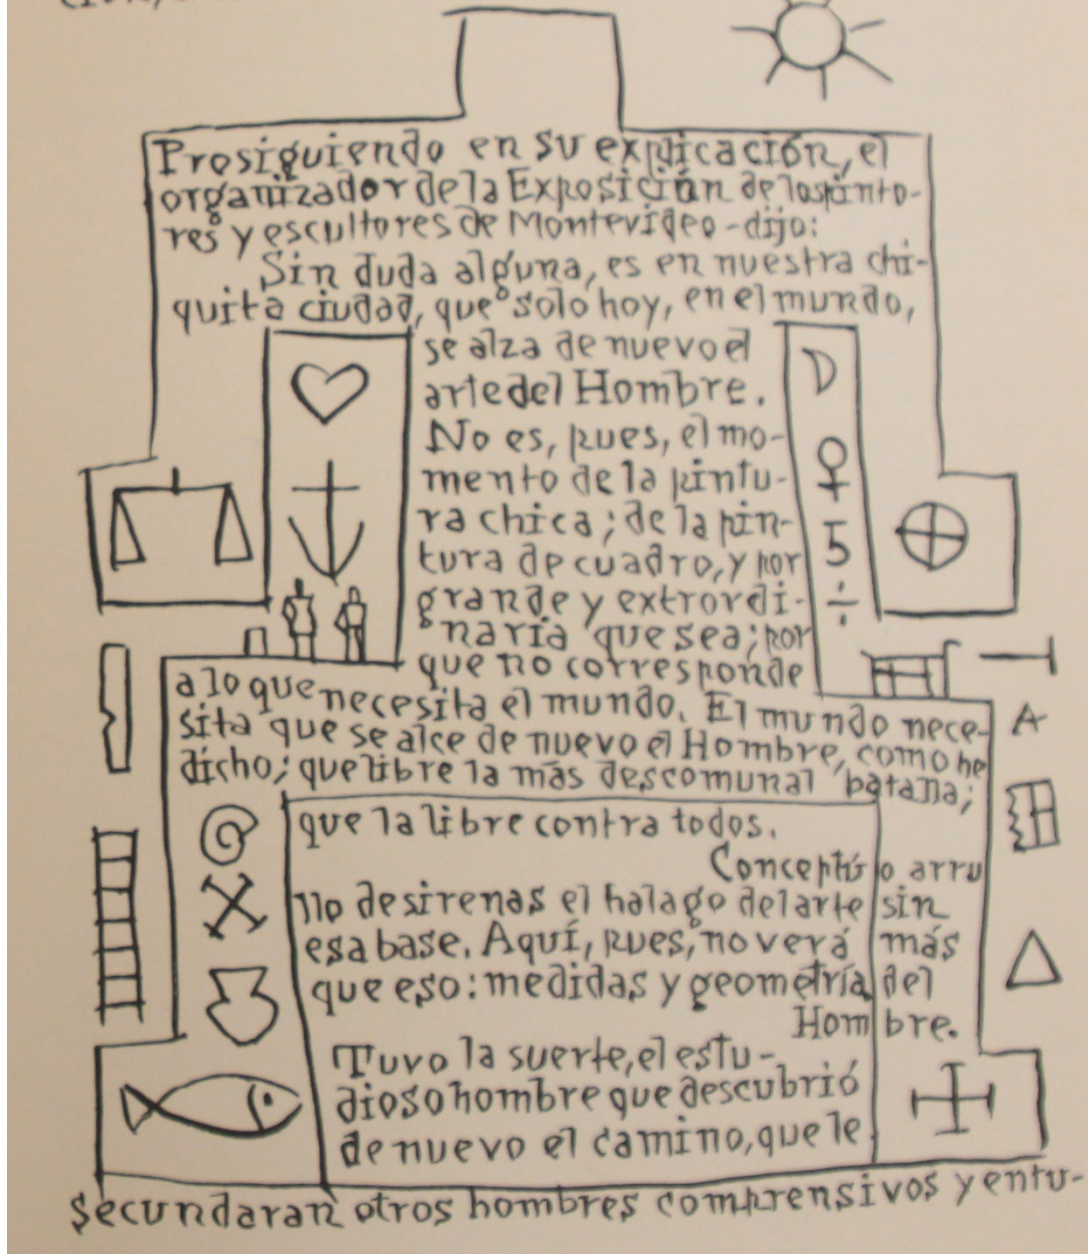 Prosiguiendo en su explicación, el
organizador de la Exposición de los pinto-
res y escultores de Montevideo - dijo:
Sin duda alguna, es en nuestra chi-
quita ciudad, que solo hoy, en el mundo,
se alza de nuevo el
arte del Hombre.
No es, pues, el mo-
mento de la pintu-
ra chica; de la pin-
tura de cuadro, y por
grande y extrordi-
naria que sea; por
que no corresponde
a lo que necesita el mundo. El mundo nece-
sita que se alce de nuevo el Hombre, como he
dicho; que libre la más descomunal batalla;
que la libre contra todos.
o arru
no de sirenas el halago del arte sin
esa base. Aquí, pues, no verá más
que eso: medidas y geometría del
Hombre.
Tuvo la suerte, el estu-
dioso hombre que descubrió
de nuevo el camino, que le
secundaran otros hombres comprensivos y entu-
5
÷
A